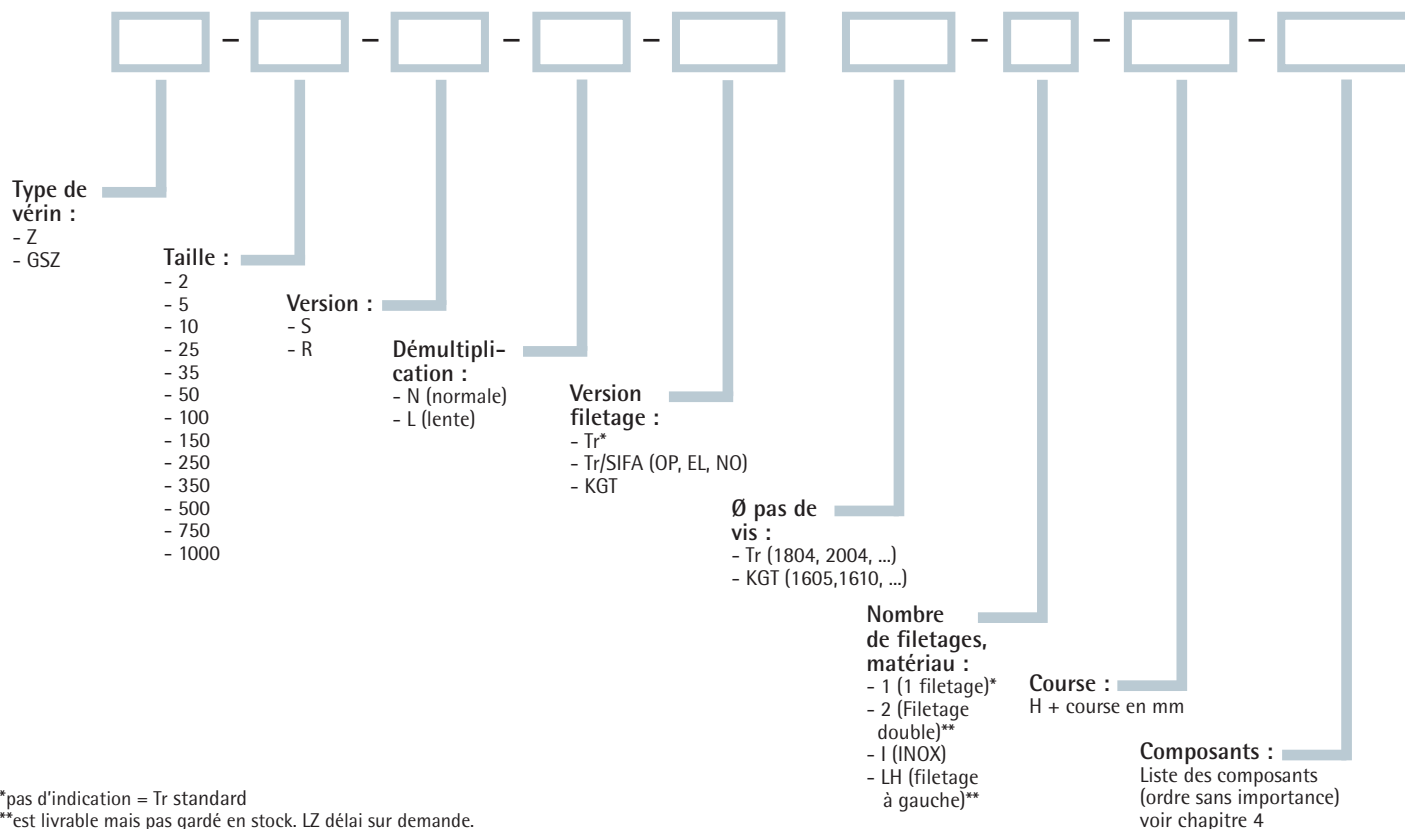 – – – – – – –
Type de
vérin :
- Z
- GSZ
Taille :
- 2
- 5
- 10
- 25
- 35
- 50
- 100
- 150
- 250
- 350
- 500
- 750
- 1000
Version :
- S
- R
Démultipli-
cation :
- N (normale)
- L (lente)
Version
filetage :
- Tr*
- Tr/SIFA (OP, EL, NO)
- KGT
Ø pas de
vis :
- Tr (1804, 2004, ...)
- KGT (1605,1610, ...)
Nombre
de filetages,
matériau :
- 1 (1 filetage)*
- 2 (Filetage
double)**
- I (INOX)
- LH (filetage
à gauche)**
Course :
H + course en mm
Composants :
Liste des composants
(ordre sans importance)
voir chapitre 4
*pas d'indication = Tr standard
**est livrable mais pas gardé en stock. LZ délai sur demande.